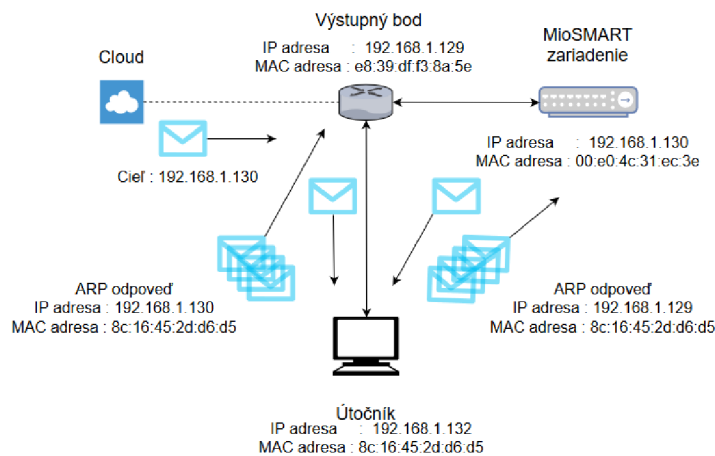 Výstupný bod
IP adresa : 192.168.1.129
MAC adresa : e8:39:df:f3:8a:5e
MioSMART
zariadenie
Cloud
IP adresa : 192.168.1.130
MAC adresa : 00:e0:4c:31:ec:3e
Cieľ : 192.168.1.130
ARP odpoveď
IP adresa : 192.168.1.130
MAC adresa : 8c:16:45:2d:d6:d5
ARP odpoveď
IP adresa : 192.168.1.129
MAC adresa : 8c:16:45:2d:d6:d5
Útočník
IP adresa : 192.168.1.132
MAC adresa : 8c:16:45:2d:d6:d5